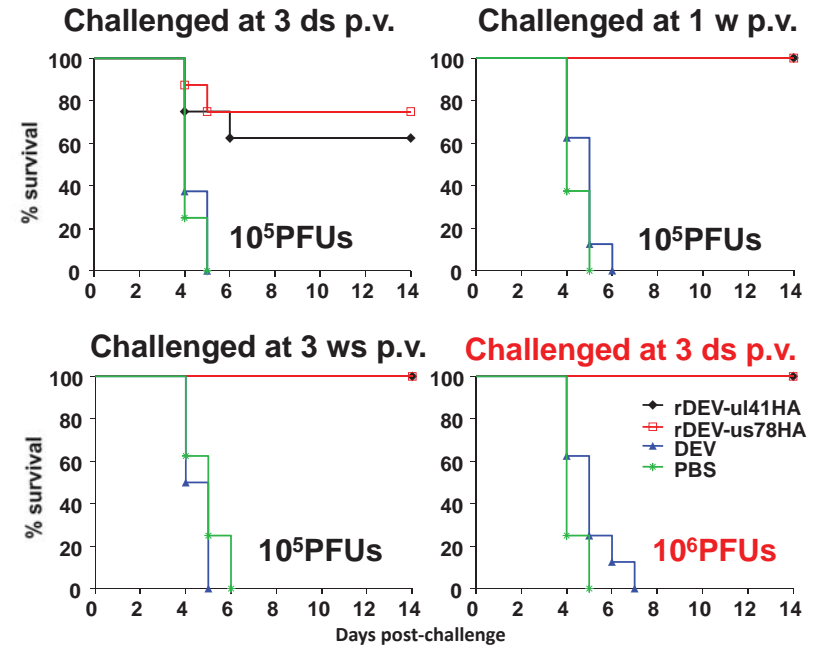 Challenged at 3 ds p.v.
Challenged at 1 w p.v.
100
80
60
40
20
0
% survival
10⁵PFUs
0 2 4 6 8 10 12 14
100
80
60
40
20
0
10⁵PFUs
0 2 4 6 8 10 12 14
Challenged at 3 ws p.v.
Challenged at 3 ds p.v.
100
80
60
40
20
0
% survival
10⁵PFUs
0 2 4 6 8 10 12 14
100
80
60
40
20
0
rDEV-ul41HA
rDEV-us78HA
DEV
PBS
10⁶PFUs
0 2 4 6 8 10 12 14
Days post-challenge